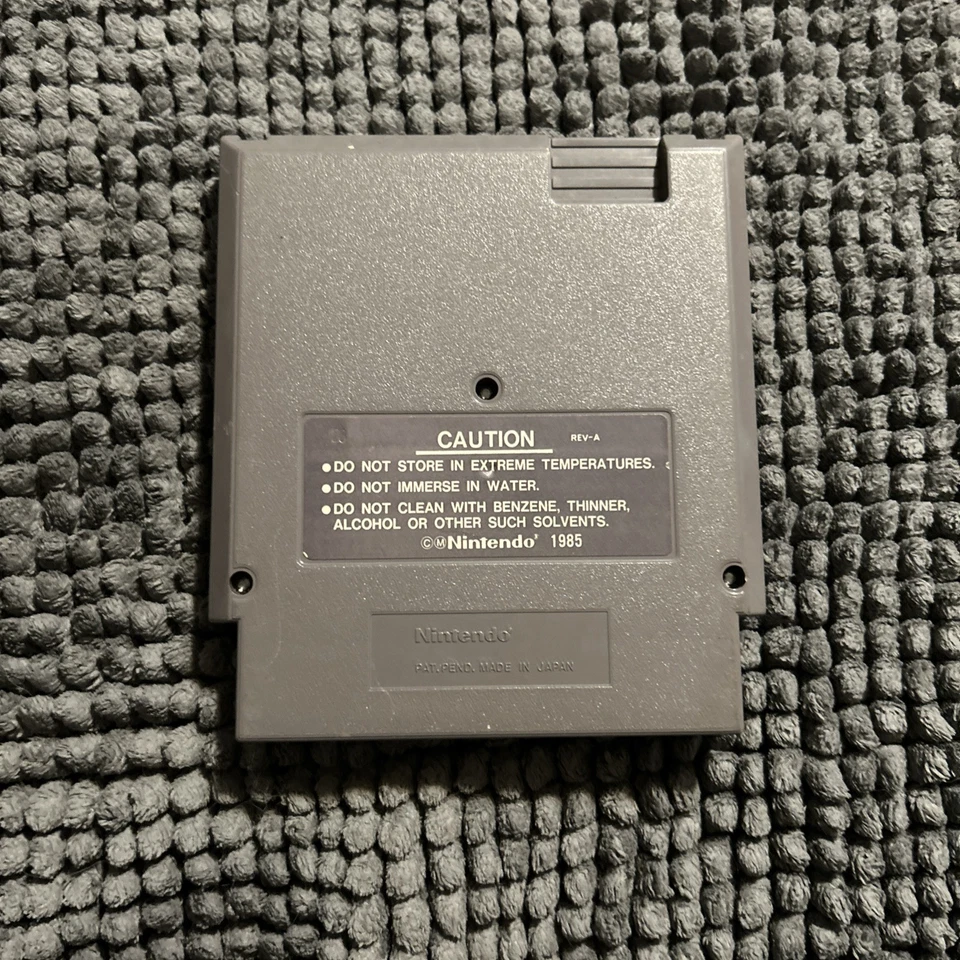 CAUTION REV-A
●DO NOT STORE IN EXTREME TEMPERATURES.
●DO NOT IMMERSE IN WATER.
●DO NOT CLEAN WITH BENZENE, THINNER,
ALCOHOL OR OTHER SUCH SOLVENTS.
ⒸⓂNintendo® 1985
Nintendo®
PAT. PEND. MADE IN JAPAN